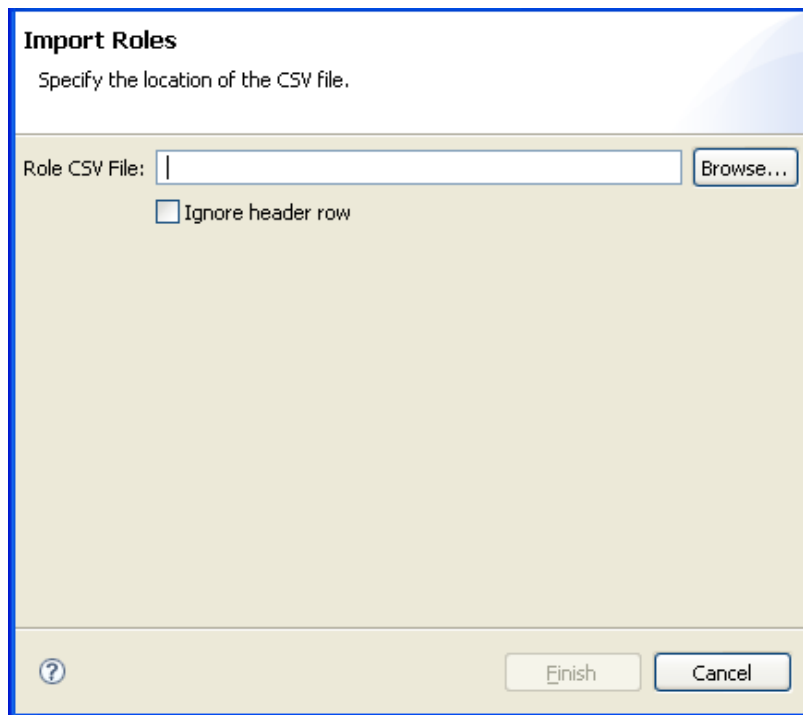 Import Roles
Specify the location of the CSV file.
Role CSV File: Browse...
Ignore header row
? Finish Cancel